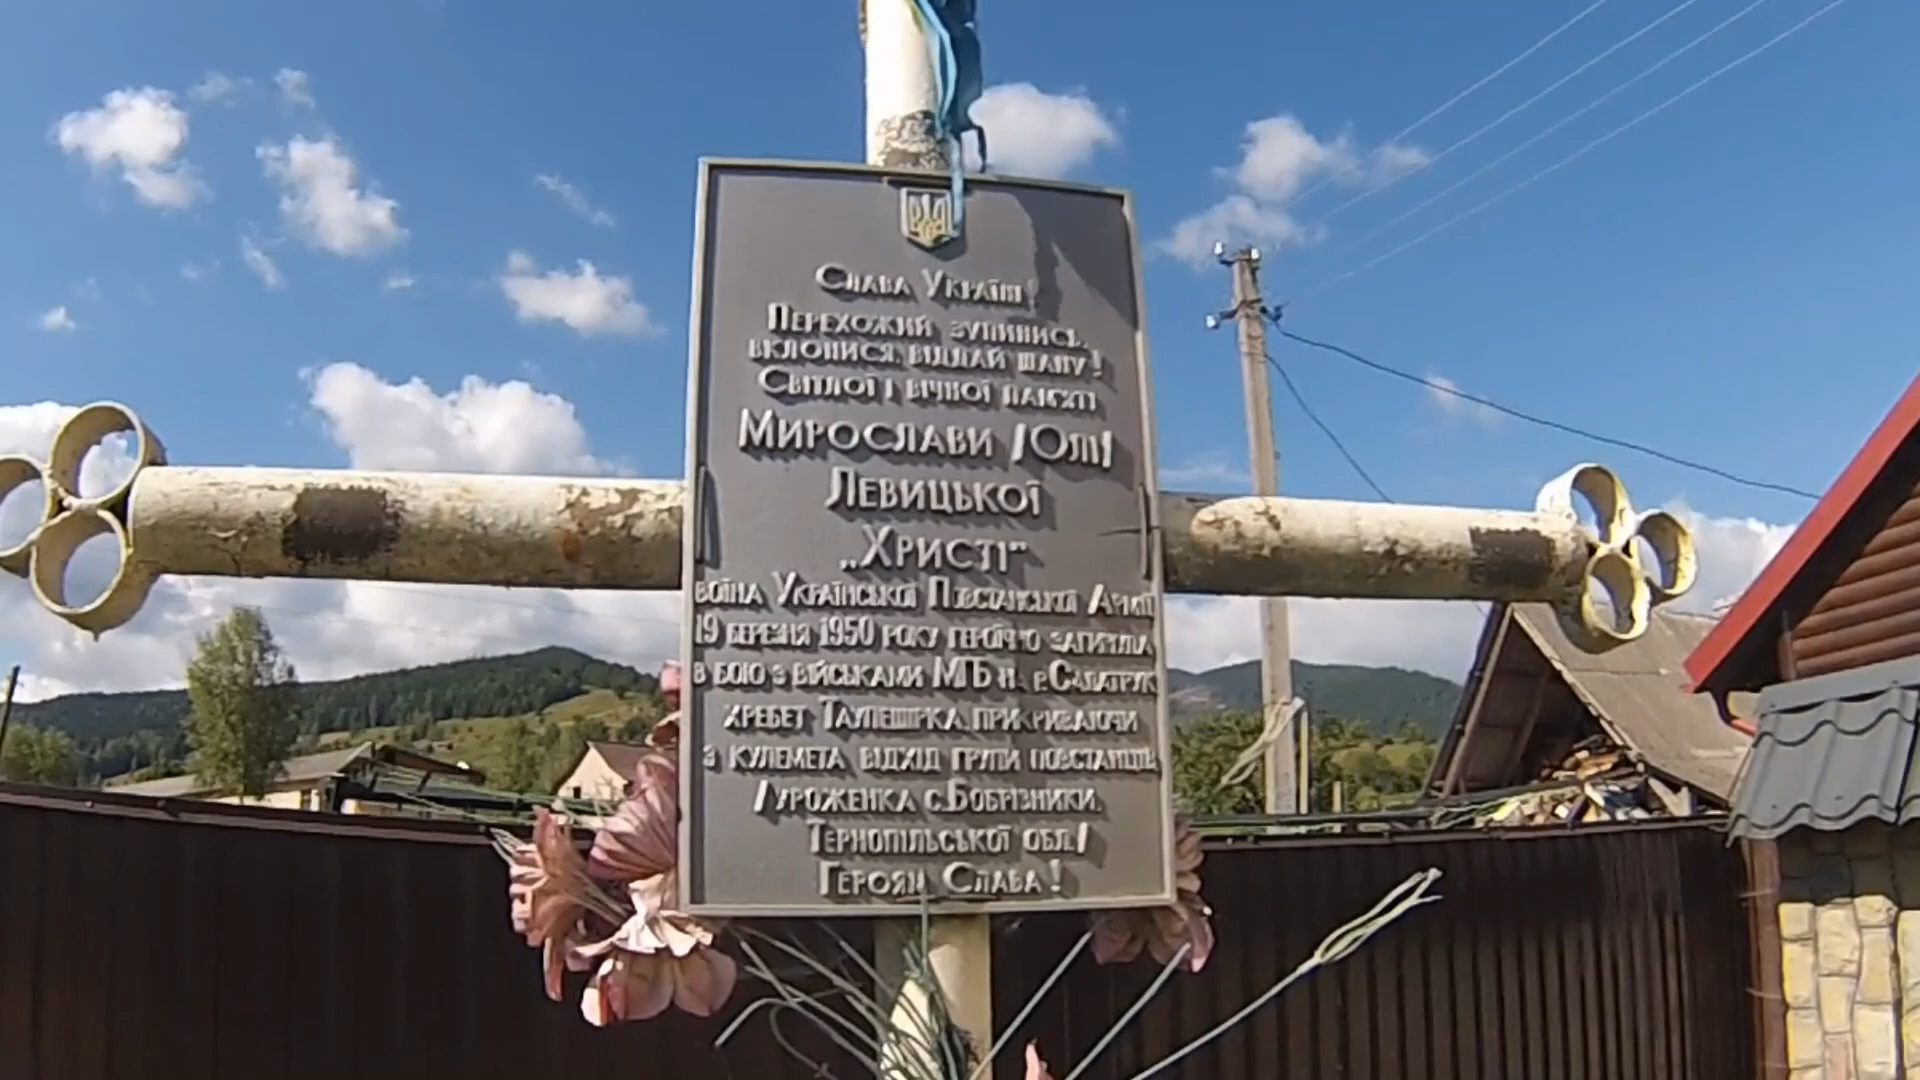 Слава Україні!
Перехожий зупинись,
вклонися, віддай шану!
Світлої і вічної пам'яті
Мирослави /Олі/
Левицької
„Христі"
воїна Української Повстанської Армії
19 березня 1950 року героїчно загинула
в бою з військами МГБ н. р.Сапатрук
хребет Таупешірка, прикриваючи
з кулемета відхід групи повстанців
/уроженка с.Бобрізники,
Тернопільської обл./
Героям Слава!